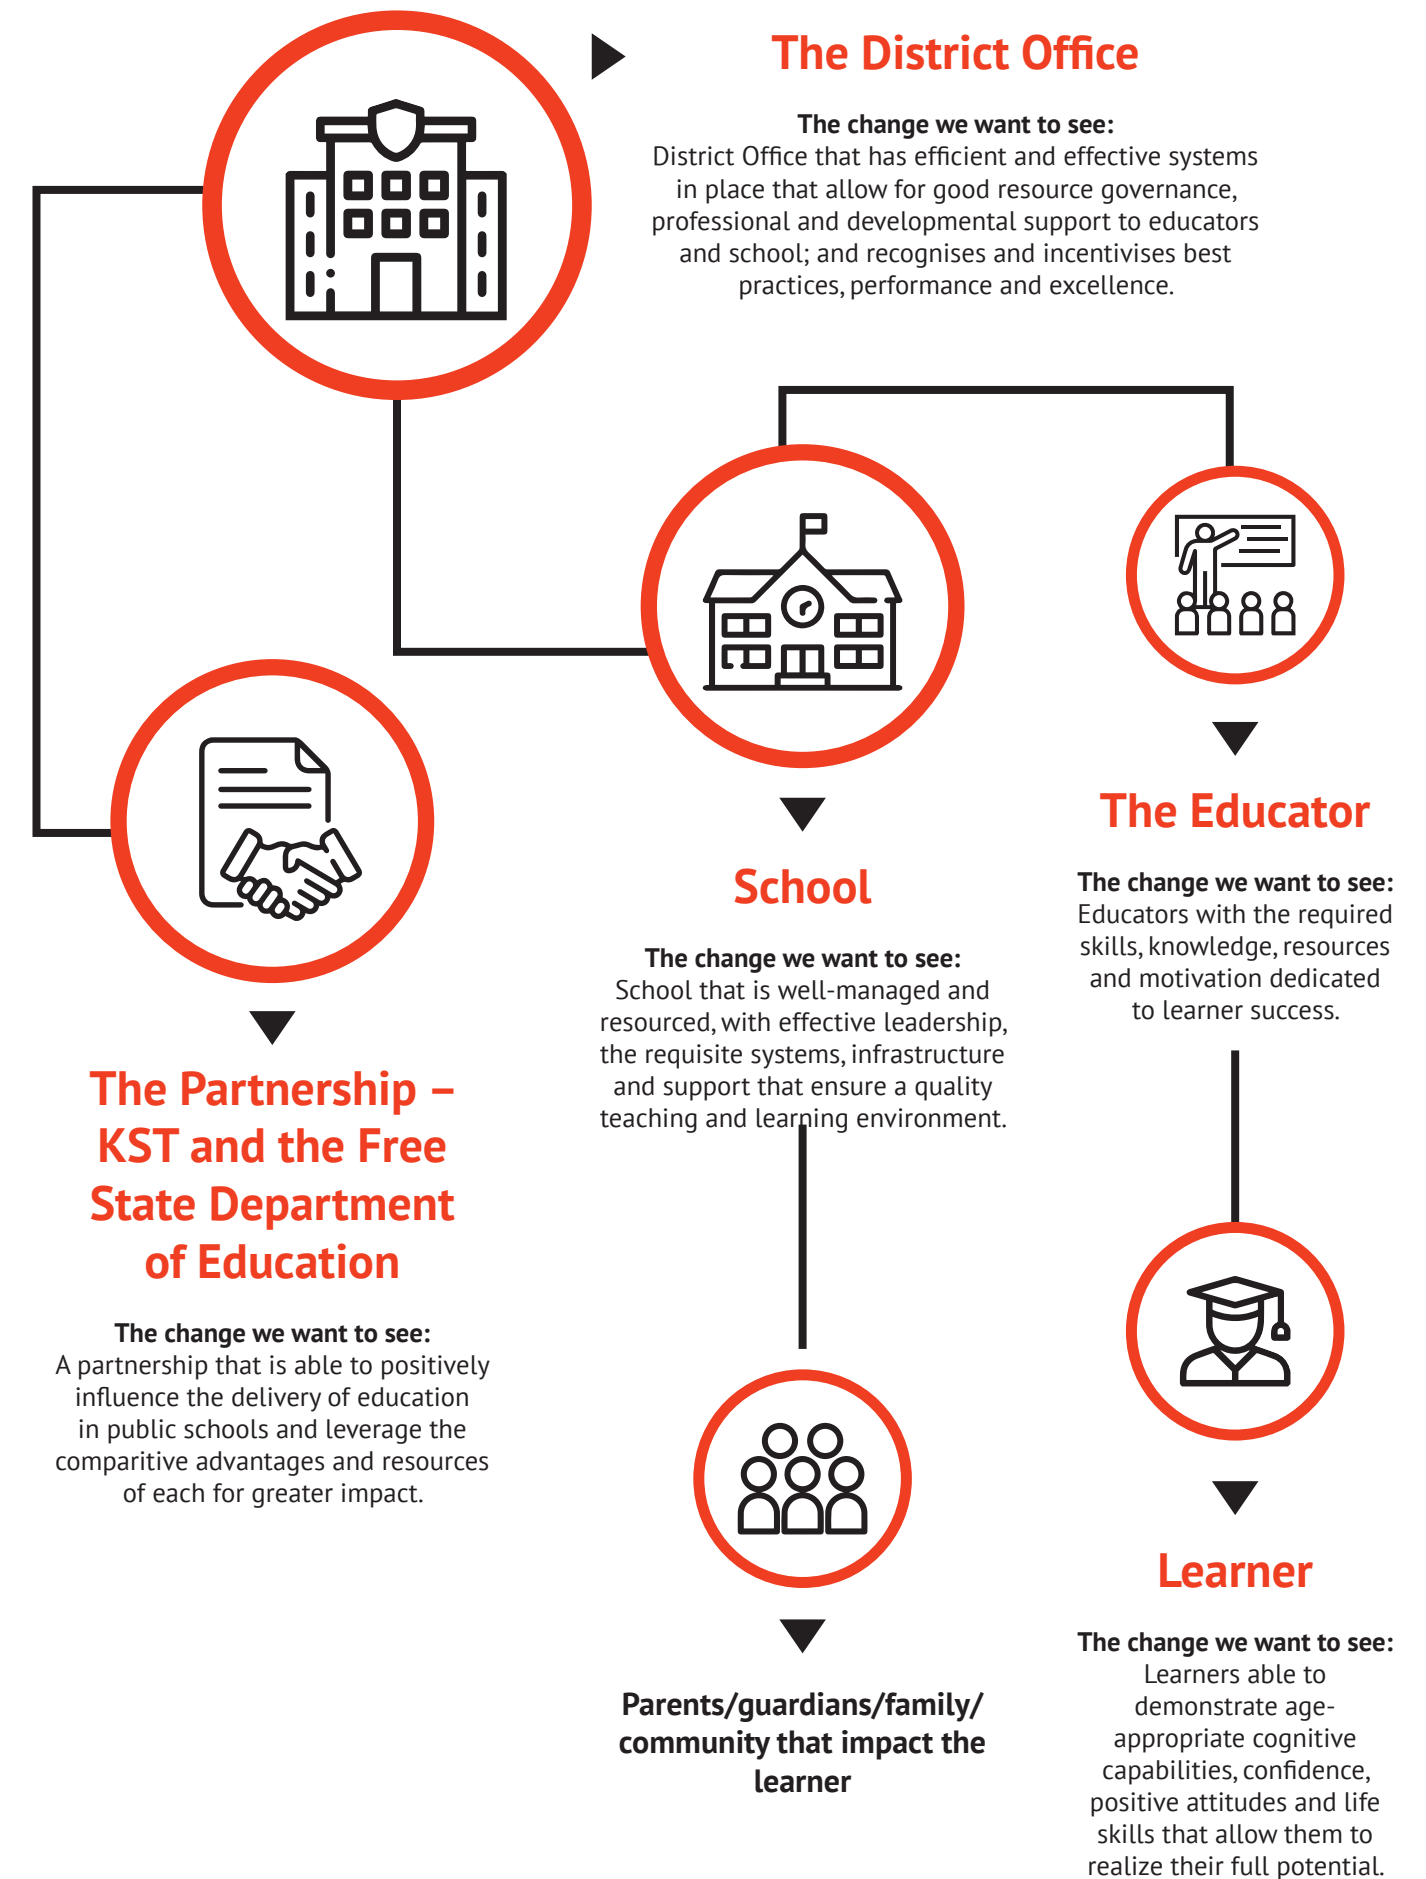 The District Office
The change we want to see:
District Office that has efficient and effective systems
in place that allow for good resource governance,
professional and developmental support to educators
and school; and recognises and incentivises best
practices, performance and excellence.
The Educator
The change we want to see:
Educators with the required
skills, knowledge, resources
and motivation dedicated
to learner success.
School
The change we want to see:
School that is well-managed and
resourced, with effective leadership,
the requisite systems, infrastructure
and support that ensure a quality
teaching and learning environment.
The Partnership –
KST and the Free
State Department
of Education
The change we want to see:
A partnership that is able to positively
influence the delivery of education
in public schools and leverage the
comparitive advantages and resources
of each for greater impact.
Parents/guardians/family/
community that impact the
learner
Learner
The change we want to see:
Learners able to
demonstrate age-
appropriate cognitive
capabilities, confidence,
positive attitudes and life
skills that allow them to
realize their full potential.